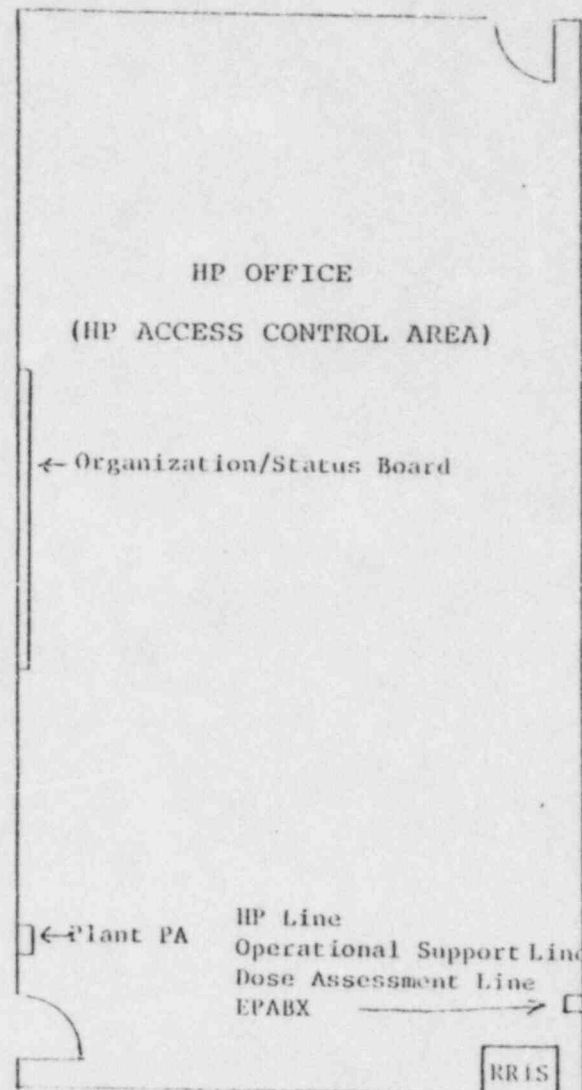 HP OFFICE
(HP ACCESS CONTROL AREA)
Organization/Status Board
Plant PA
HP Line
Operational Support Line
Dose Assessment Line
EPABX
RRIS